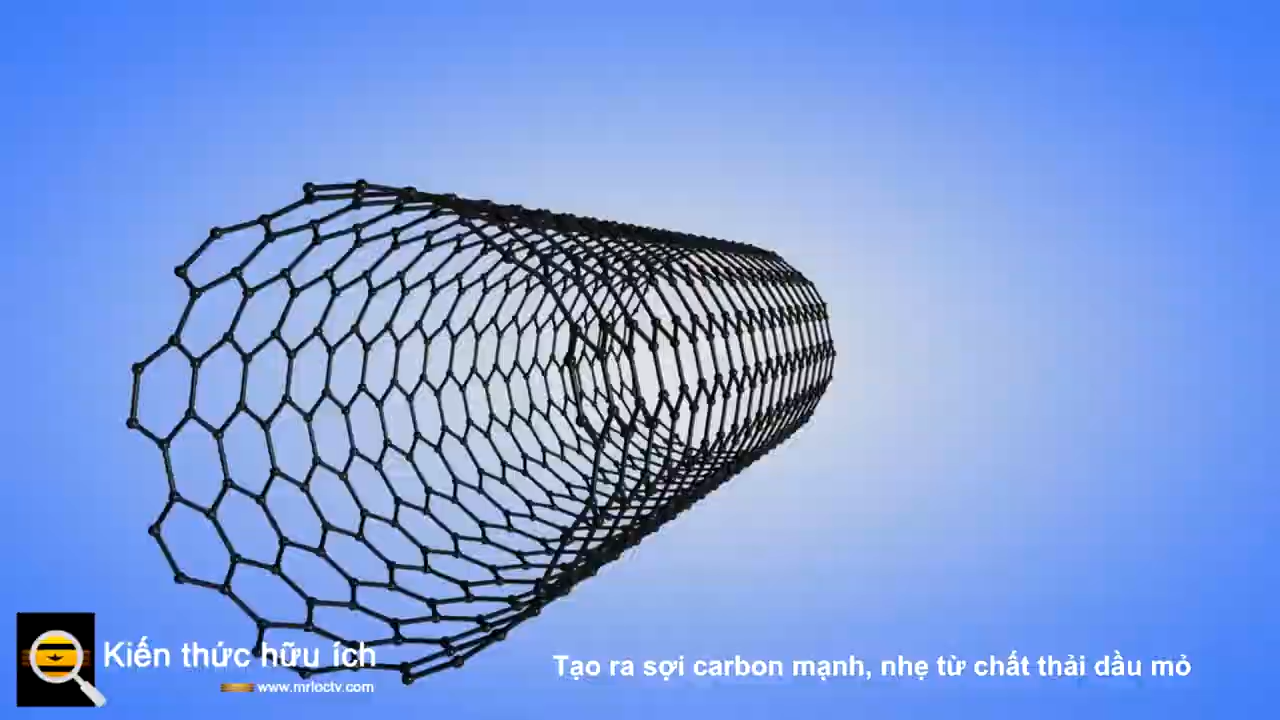 Kiến thức hữu ích
www.mrloctv.com
Tạo ra sợi carbon mạnh, nhẹ từ chất thải dầu mỏ